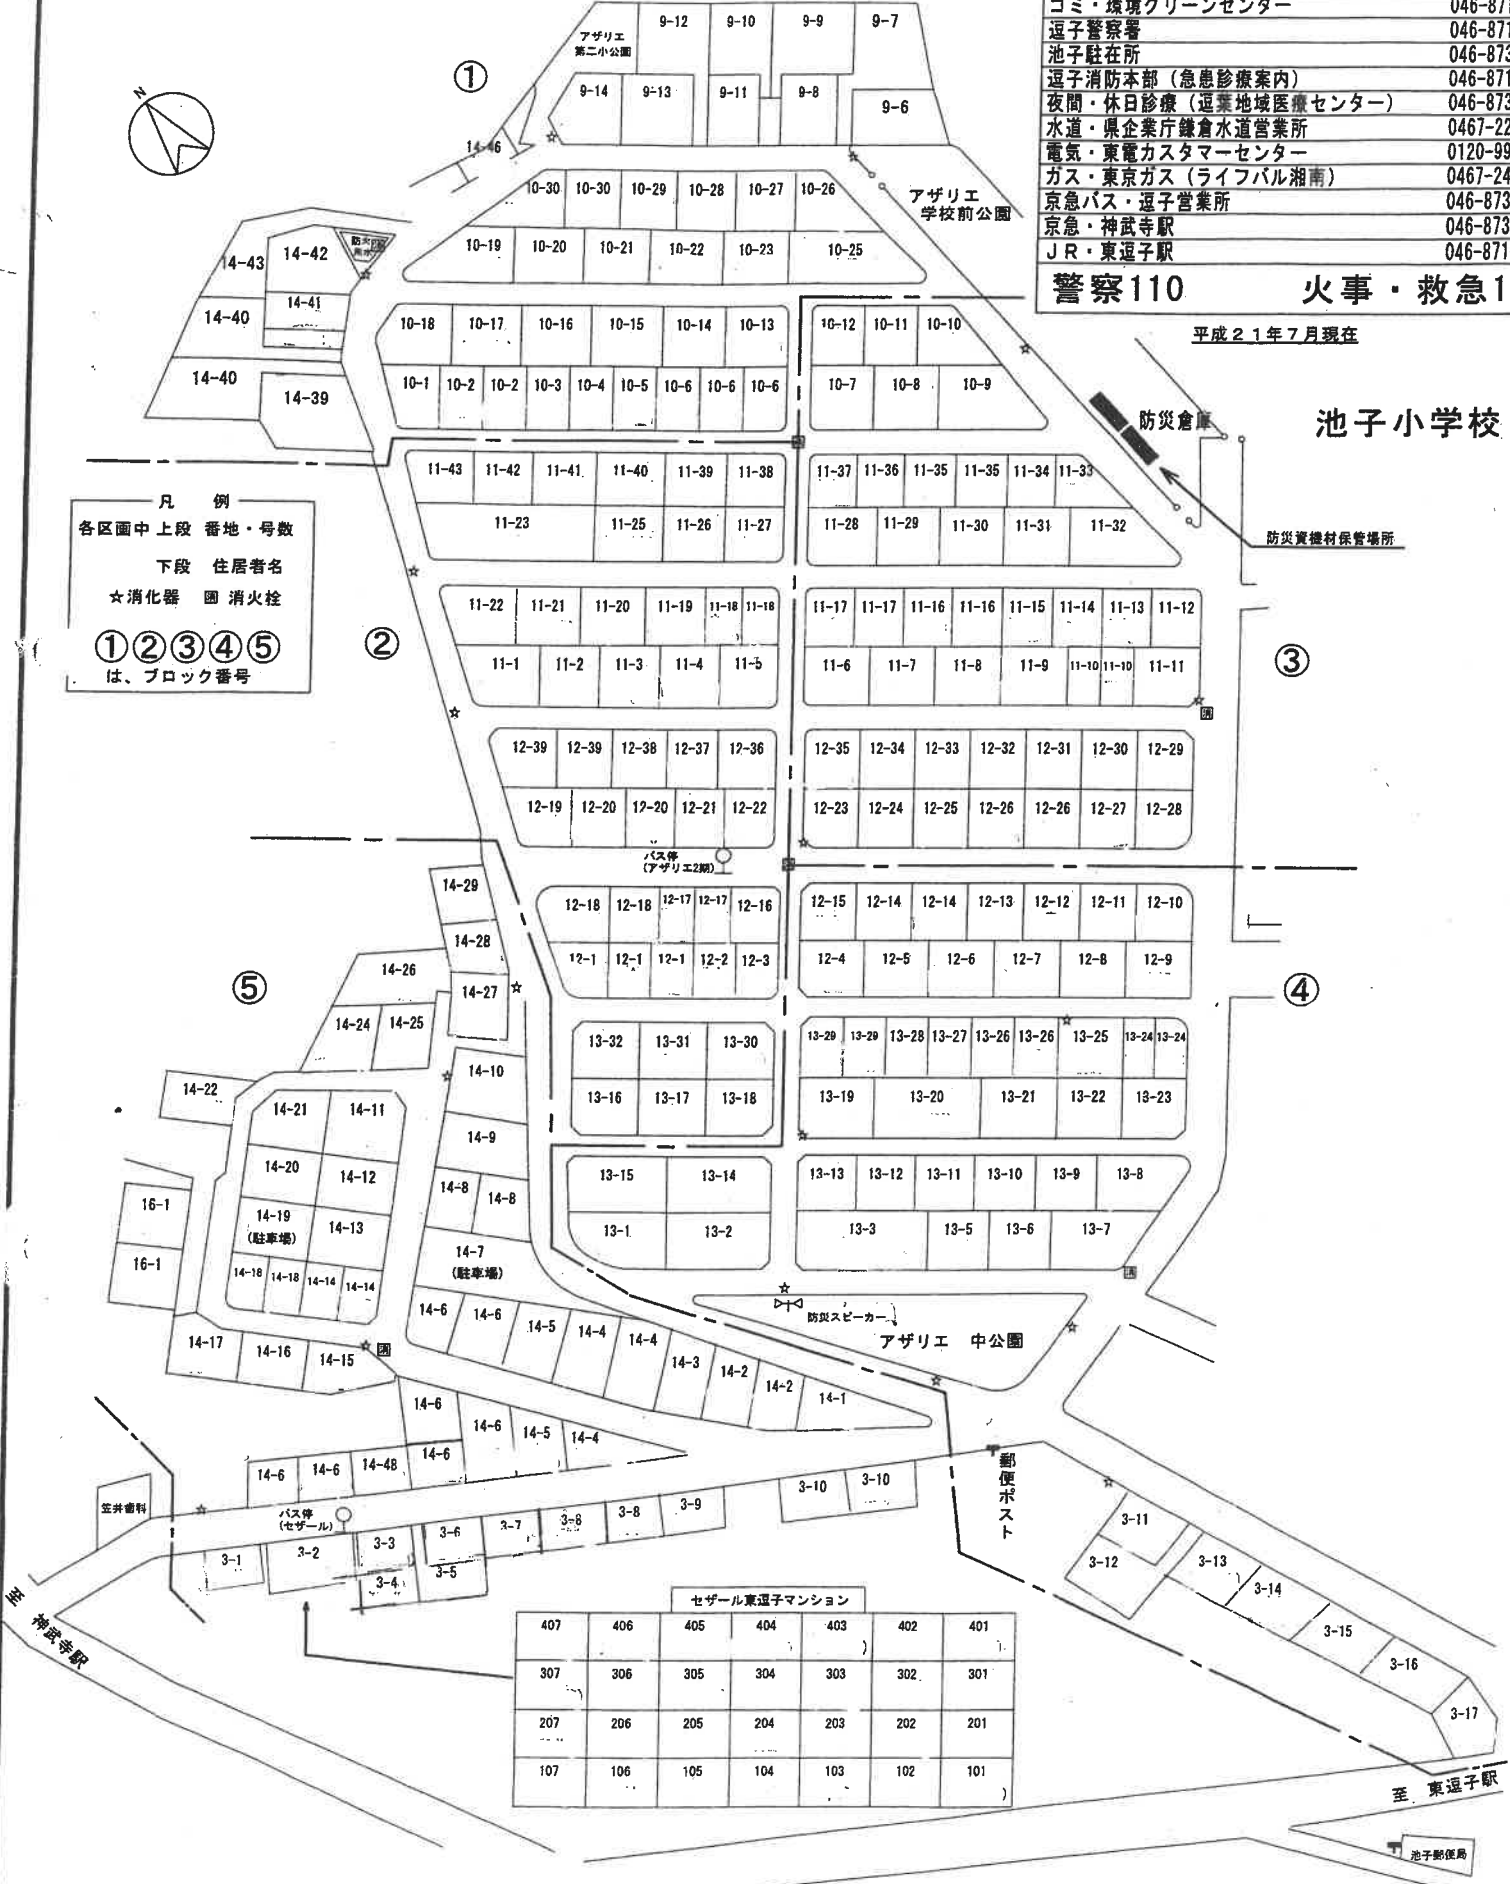 ゴミ・環境クリーンセンター 046-871
逗子警察署 046-871
池子駐在所 046-873
逗子消防本部（急患診療案内） 046-871
夜間・休日診療（逗葉地域医療センター） 046-873
水道・県企業庁鎌倉水道営業所 0467-22
電気・東電カスタマーセンター 0120-99
ガス・東京ガス（ライフバル湘南） 0467-24
京急バス・逗子営業所 046-873
京急・神武寺駅 046-873
ＪＲ・東逗子駅 046-871
警察110 火事・救急1
平成２１年７月現在
N
①
アザリエ
第二小公園
9-12 9-10 9-9 9-7
9-14 9-13 9-11 9-8 9-6
14-46
10-30 10-30 10-29 10-28 10-27 10-26
アザリエ
学校前公園
10-19 10-20 10-21 10-22 10-23 10-25
14-43 14-42
14-41
14-40
14-40 14-39
10-18 10-17 10-16 10-15 10-14 10-13 10-12 10-11 10-10
10-1 10-2 10-2 10-3 10-4 10-5 10-6 10-6 10-6 10-7 10-8 10-9
防災倉庫
池子小学校
防災資機材保管場所
11-43 11-42 11-41 11-40 11-39 11-38 11-37 11-36 11-35 11-35 11-34 11-33
11-23 11-25 11-26 11-27 11-28 11-29 11-30 11-31 11-32
凡 例
各区画中 上段 番地・号数
下段 住居者名
☆消化器 消 消火栓
①②③④⑤
は、ブロック番号
②
11-22 11-21 11-20 11-19 11-18 11-18 11-17 11-17 11-16 11-16 11-15 11-14 11-13 11-12
11-1 11-2 11-3 11-4 11-5 11-6 11-7 11-8 11-9 11-10 11-10 11-11
③
消
12-39 12-39 12-38 12-37 12-36 12-35 12-34 12-33 12-32 12-31 12-30 12-29
12-19 12-20 12-20 12-21 12-22 12-23 12-24 12-25 12-26 12-26 12-27 12-28
バス停
(アザリエ2期)
12-18 12-18 12-17 12-17 12-16 12-15 12-14 12-14 12-13 12-12 12-11 12-10
12-1 12-1 12-1 12-2 12-3 12-4 12-5 12-6 12-7 12-8 12-9
④
13-32 13-31 13-30 13-29 13-29 13-28 13-27 13-26 13-26 13-25 13-24 13-24
13-16 13-17 13-18 13-19 13-20 13-21 13-22 13-23
13-15 13-14 13-13 13-12 13-11 13-10 13-9 13-8
13-1 13-2 13-3 13-5 13-6 13-7
消
防災スピーカー
アザリエ 中公園
⑤
14-29
14-28
14-26
14-27
14-24 14-25
14-10
14-22
14-21 14-11
14-9
14-20 14-12
14-8 14-8
16-1
14-19
(駐車場)
14-13
16-1
14-7
(駐車場)
14-18 14-18 14-14 14-14
14-6 14-6 14-5 14-4 14-4 14-3 14-2 14-2 14-1
14-17 14-16 14-15
消
14-6 14-6 14-5 14-4
14-6 14-6 14-48 14-6
笠井歯科
バス停
(セザール)
3-1 3-2 3-3 3-6 3-7 3-8 3-8 3-9 3-10 3-10
3-4 3-5
郵便ポスト
3-11
3-12
3-13
3-14
3-15
3-16
3-17
至 神武寺駅
セザール東逗子マンション
407 406 405 404 403 402 401
307 306 305 304 303 302 301
207 206 205 204 203 202 201
107 106 105 104 103 102 101
至 東逗子駅
池子郵便局